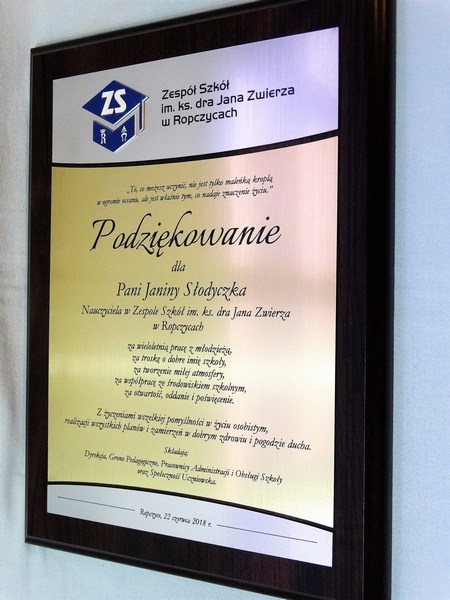 ZS
Zespół Szkół
im. ks. dra Jana Zwierza
w Ropczycach
„To, co możesz uczynić, nie jest tylko maleńką kroplą
w ogromie oceanu, ale jest właśnie tym, co nadaje znaczenie życiu.”
Podziękowanie
dla
Pani Janiny Słodyczka
Nauczyciela w Zespole Szkół im. ks. dra Jana Zwierza
w Ropczycach
za wieloletnią pracę z młodzieżą,
za troskę o dobre imię szkoły,
za tworzenie miłej atmosfery,
za współpracę ze środowiskiem szkolnym,
za otwartość, oddanie i poświęcenie.
Z życzeniami wszelkiej pomyślności w życiu osobistym,
realizacji wszystkich planów i zamierzeń w dobrym zdrowiu i pogodzie ducha.
Składają:
Dyrekcja, Grono Pedagogiczne, Pracownicy Administracji i Obsługi Szkoły
oraz Społeczność Uczniowska.
Ropczyce, 22 czerwca 2018 r.